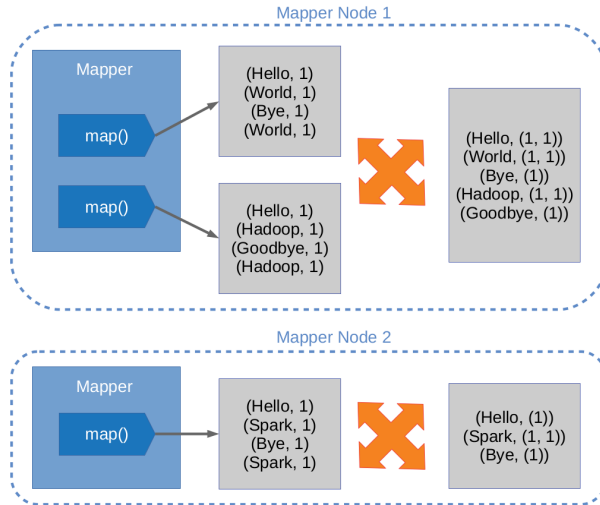 Mapper Node 1
Mapper
map()
map()
(Hello, 1)
(World, 1)
(Bye, 1)
(World, 1)
(Hello, 1)
(Hadoop, 1)
(Goodbye, 1)
(Hadoop, 1)
(Hello, (1, 1))
(World, (1, 1))
(Bye, (1))
(Hadoop, (1, 1))
(Goodbye, (1))
Mapper Node 2
Mapper
map()
(Hello, 1)
(Spark, 1)
(Bye, 1)
(Spark, 1)
(Hello, (1))
(Spark, (1, 1))
(Bye, (1))